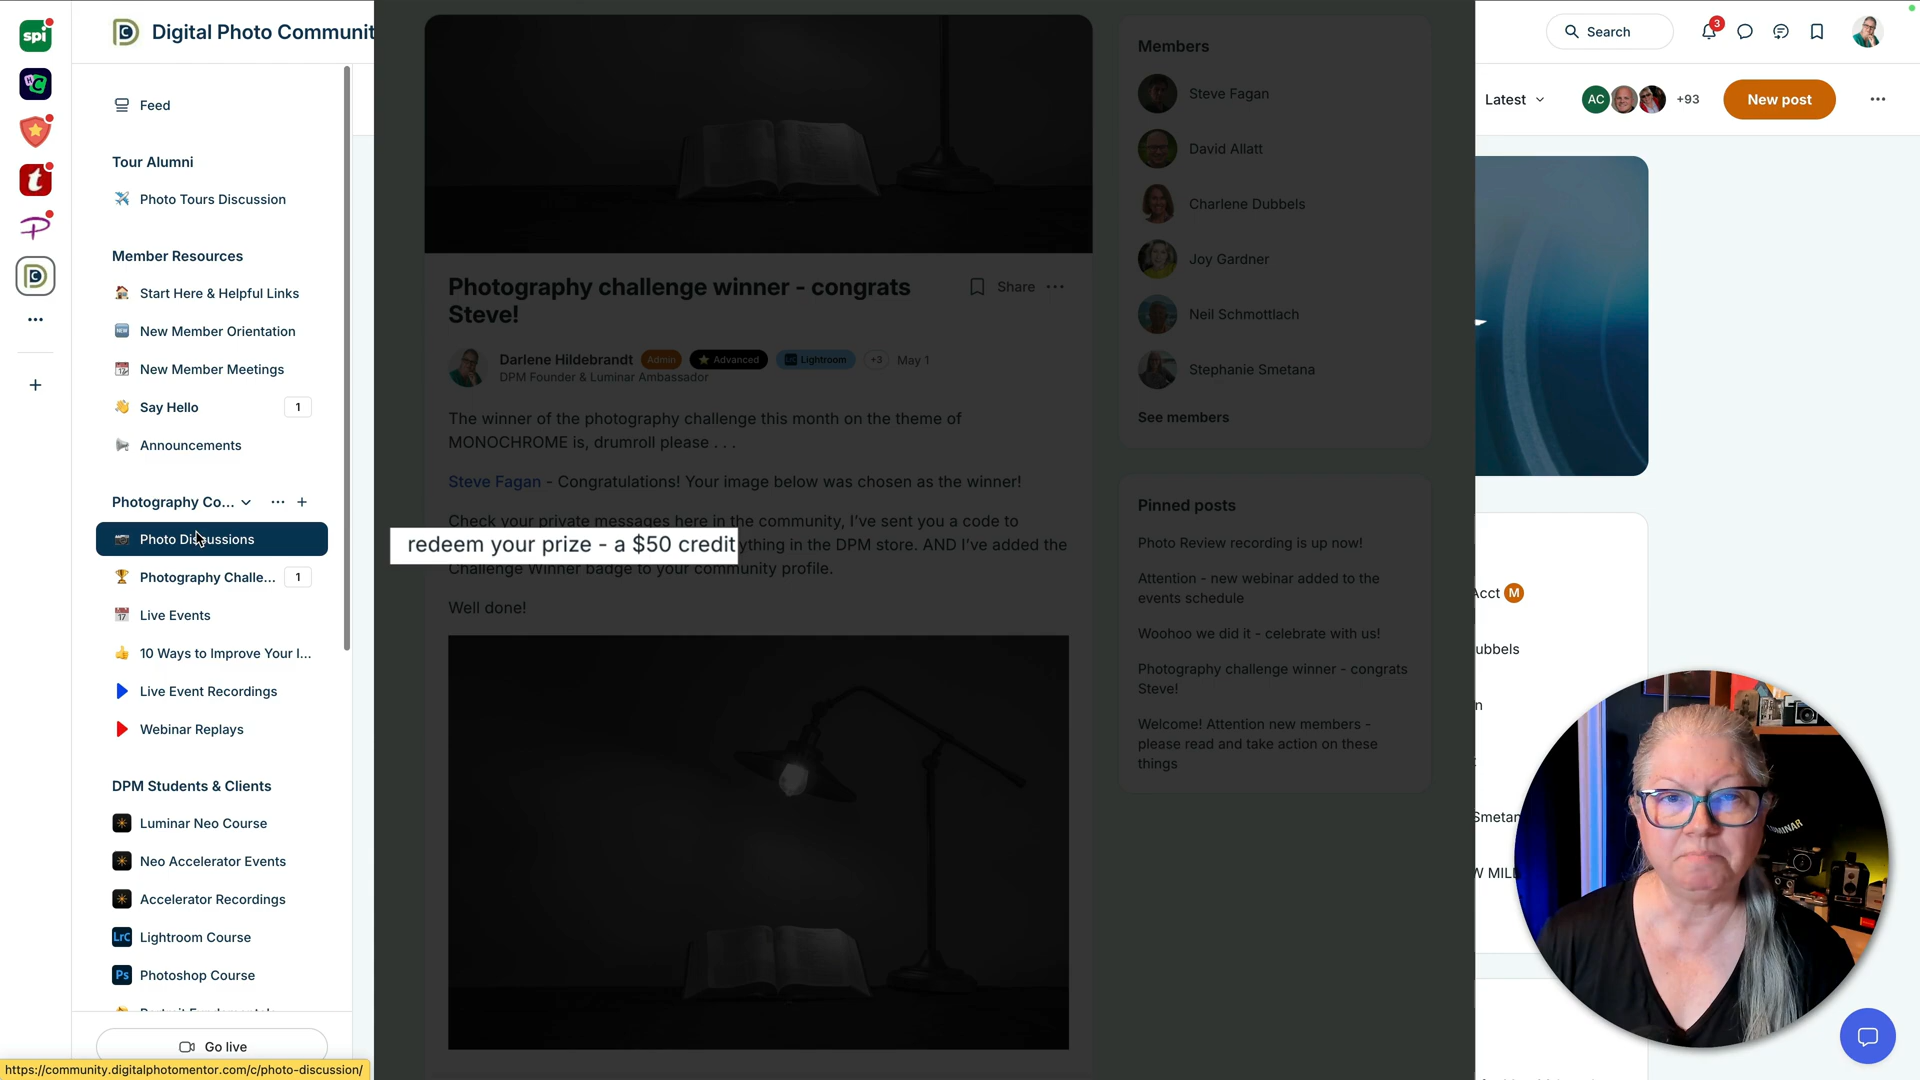 spi
Digital Photo Communit
Search
3
Feed
Tour Alumni
Photo Tours Discussion
Member Resources
Start Here & Helpful Links
New Member Orientation
New Member Meetings
Say Hello 1
Announcements
Photography Co...
Photo Discussions
Photography Challe... 1
Live Events
10 Ways to Improve Your I...
Live Event Recordings
Webinar Replays
DPM Students & Clients
Luminar Neo Course
Neo Accelerator Events
Accelerator Recordings
LrC Lightroom Course
Ps Photoshop Course
Go live
https://community.digitalphotomentor.com/c/photo-discussion/
Photography challenge winner - congrats
Steve!
Share
Darlene Hildebrandt Admin Advanced Lightroom +3 May 1
DPM Founder & Luminar Ambassador
The winner of the photography challenge this month on the theme of
MONOCHROME is, drumroll please . . .
Steve Fagan - Congratulations! Your image below was chosen as the winner!
Check your private messages here in the community, I've sent you a code to
redeem your prize - a $50 credit
ything in the DPM store. AND I've added the
Challenge Winner badge to your community profile.
Well done!
Members
Steve Fagan
David Allatt
Charlene Dubbels
Joy Gardner
Neil Schmottlach
Stephanie Smetana
See members
Pinned posts
Photo Review recording is up now!
Attention - new webinar added to the
events schedule
Woohoo we did it - celebrate with us!
Photography challenge winner - congrats
Steve!
Welcome! Attention new members -
please read and take action on these
things
Latest
AC
+93
New post
Acct M
ubbels
n
Smetan
W MIL
LUMINAR